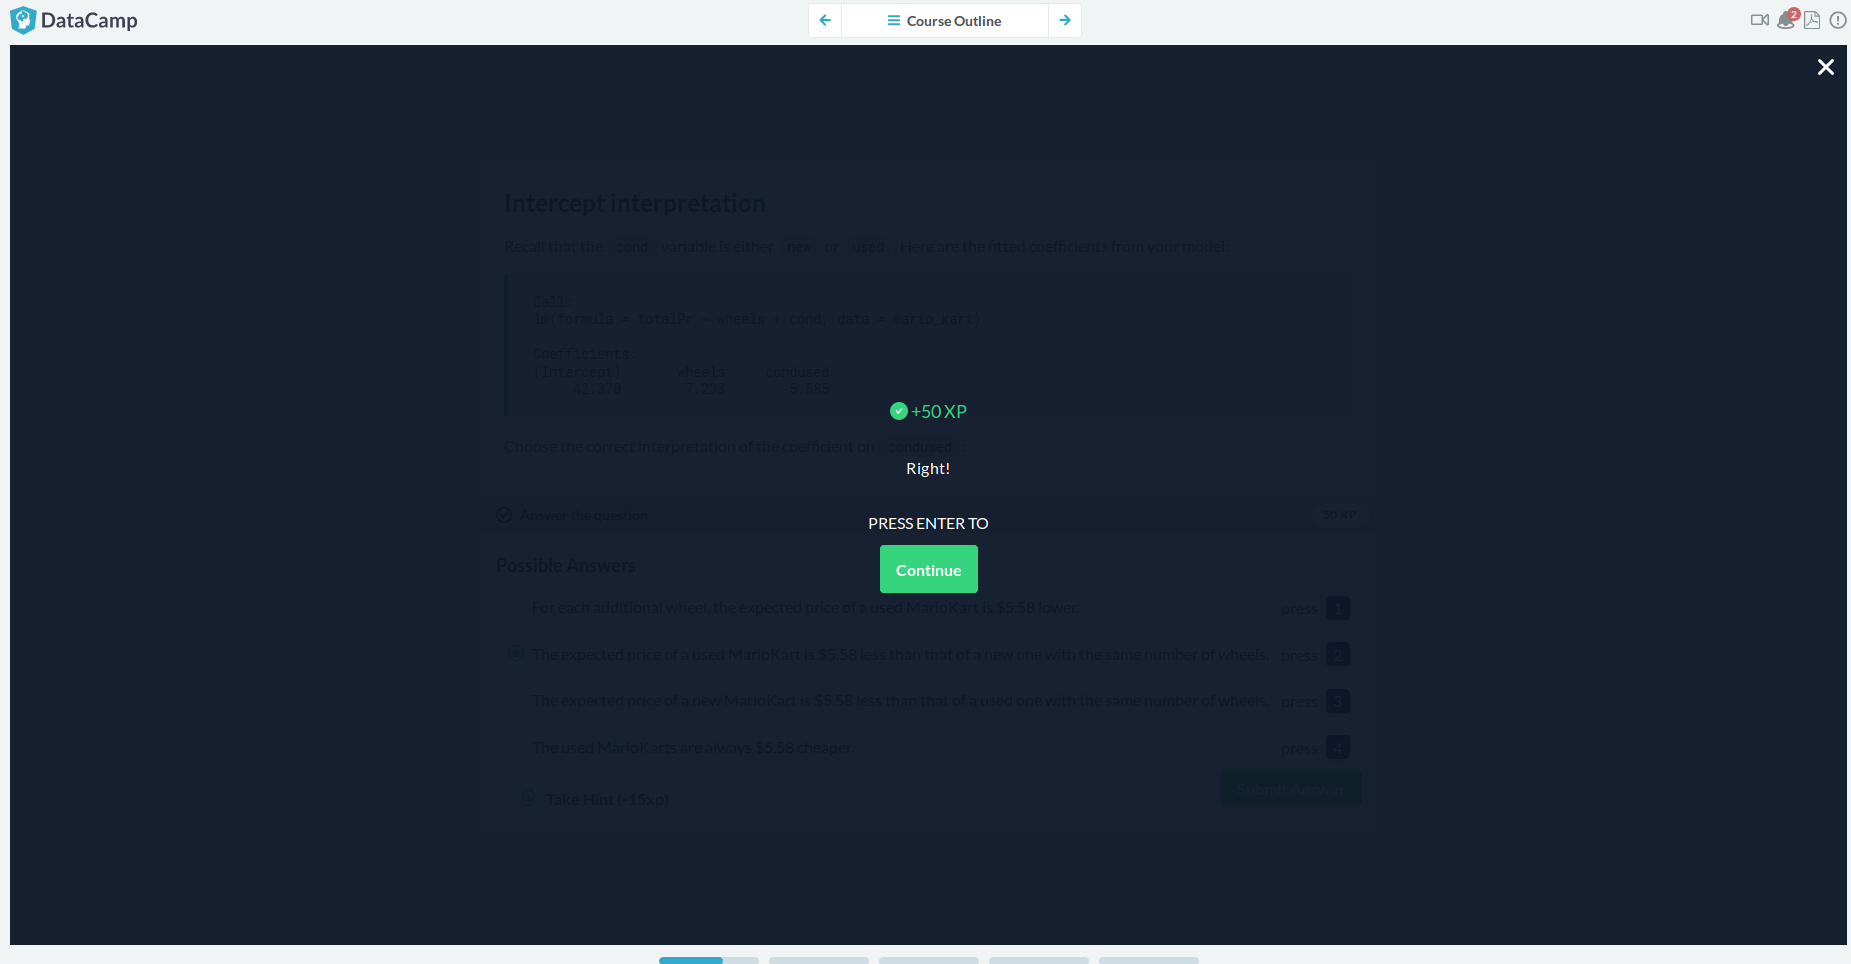 DataCamp
Course Outline
2
Intercept interpretation
Recall that the cond variable is either new or used. Here are the fitted coefficients from your model:
Call:
lm(formula = totalPr ~ wheels + cond, data = mario_kart)
Coefficients:
(Intercept) wheels condused
42.370 7.233 -5.585
+50 XP
Choose the correct interpretation of the coefficient on condused:
Right!
Answer the question
50 XP
PRESS ENTER TO
Continue
Possible Answers
For each additional wheel, the expected price of a used MarioKart is $5.58 lower.
press 1
The expected price of a used MarioKart is $5.58 less than that of a new one with the same number of wheels.
press 2
The expected price of a new MarioKart is $5.58 less than that of a used one with the same number of wheels.
press 3
The used MarioKarts are always $5.58 cheaper.
press 4
Take Hint (-15xp)
Submit Answer